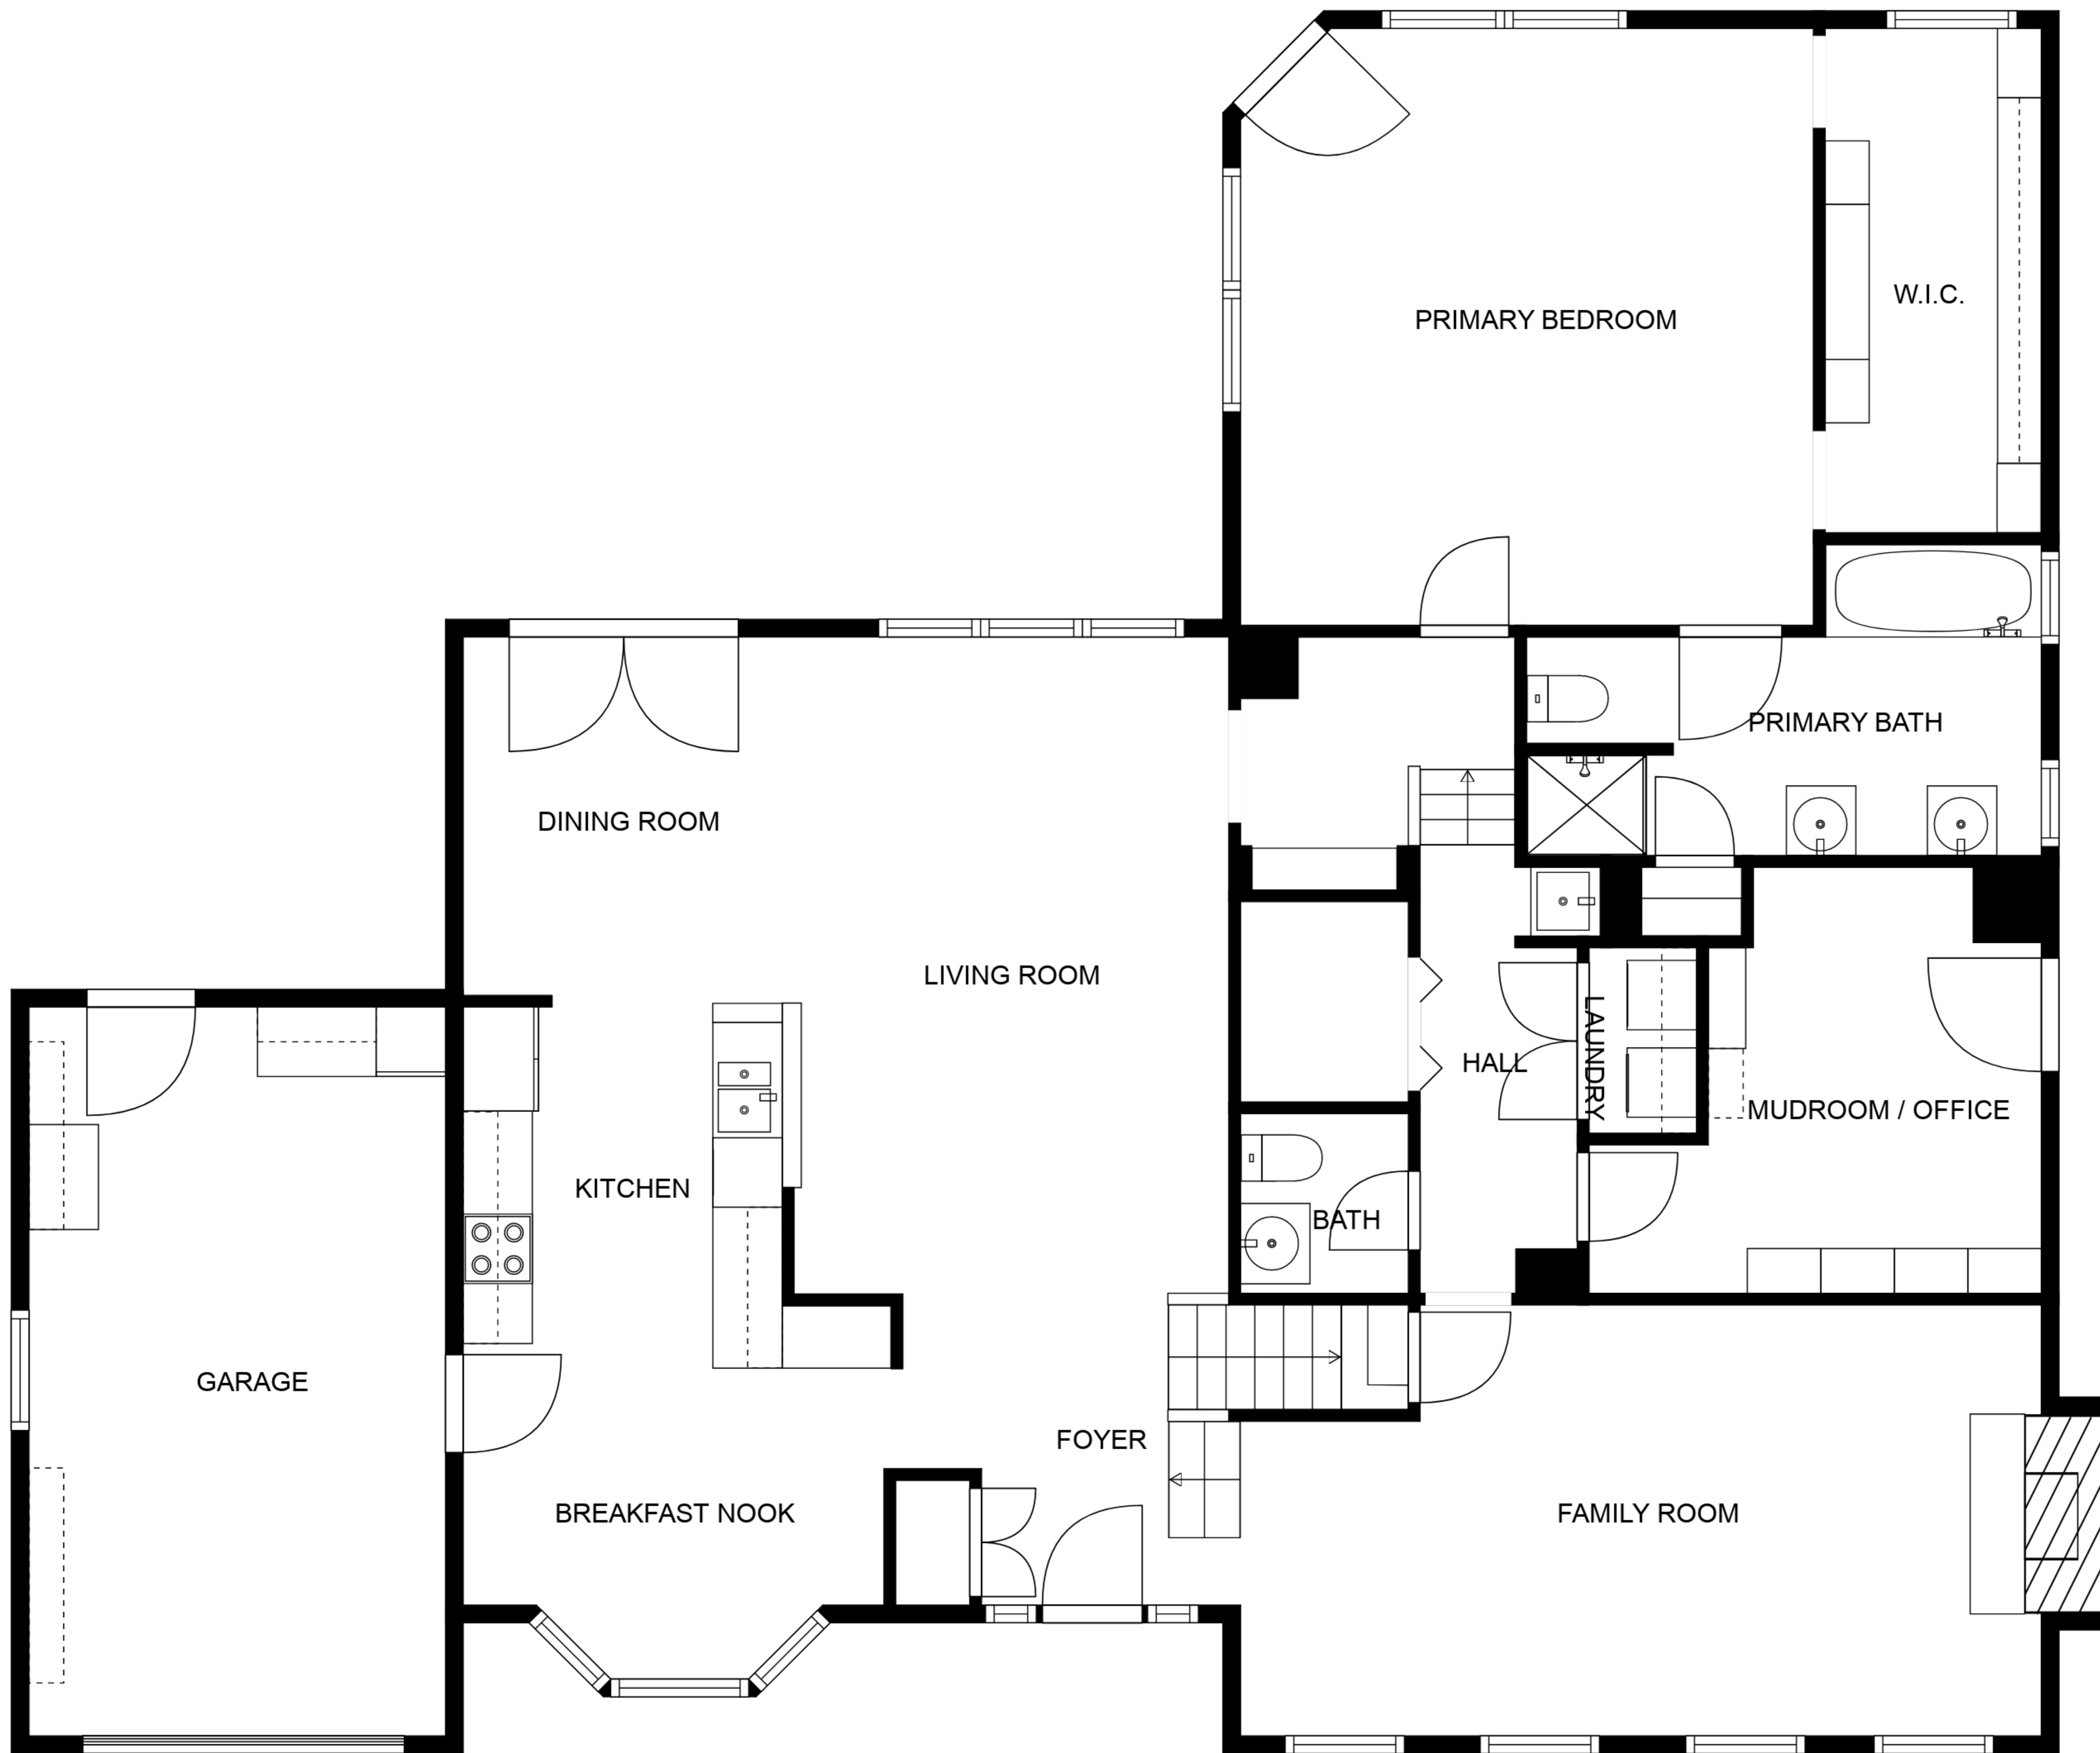 W.I.C.
PRIMARY BEDROOM
PRIMARY BATH
DINING ROOM
LIVING ROOM
HALL
LAUNDRY
MUDROOM / OFFICE
KITCHEN
BATH
GARAGE
FOYER
BREAKFAST NOOK
FAMILY ROOM